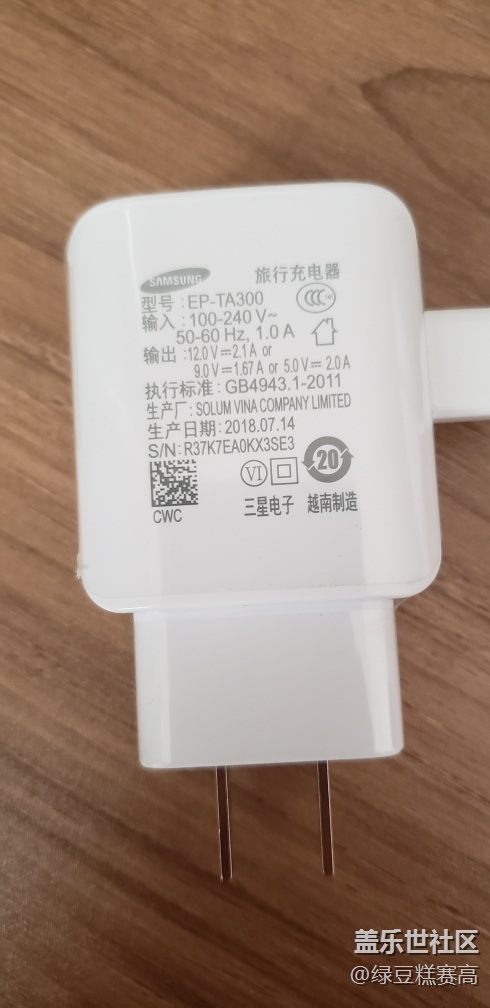 SAMSUNG 旅行充电器
型号:EP-TA300
输入:100-240 V~
50-60 Hz, 1.0 A
输出:12.0 V⎓2.1 A or
9.0 V⎓1.67 A or 5.0 V⎓2.0 A
执行标准:GB4943.1-2011
生产厂:SOLUM VINA COMPANY LIMITED
生产日期:2018.07.14
S/N:R37K7EA0KX3SE3
VI 20
CWC 三星电子 越南制造
盖乐世社区
@绿豆糕赛高